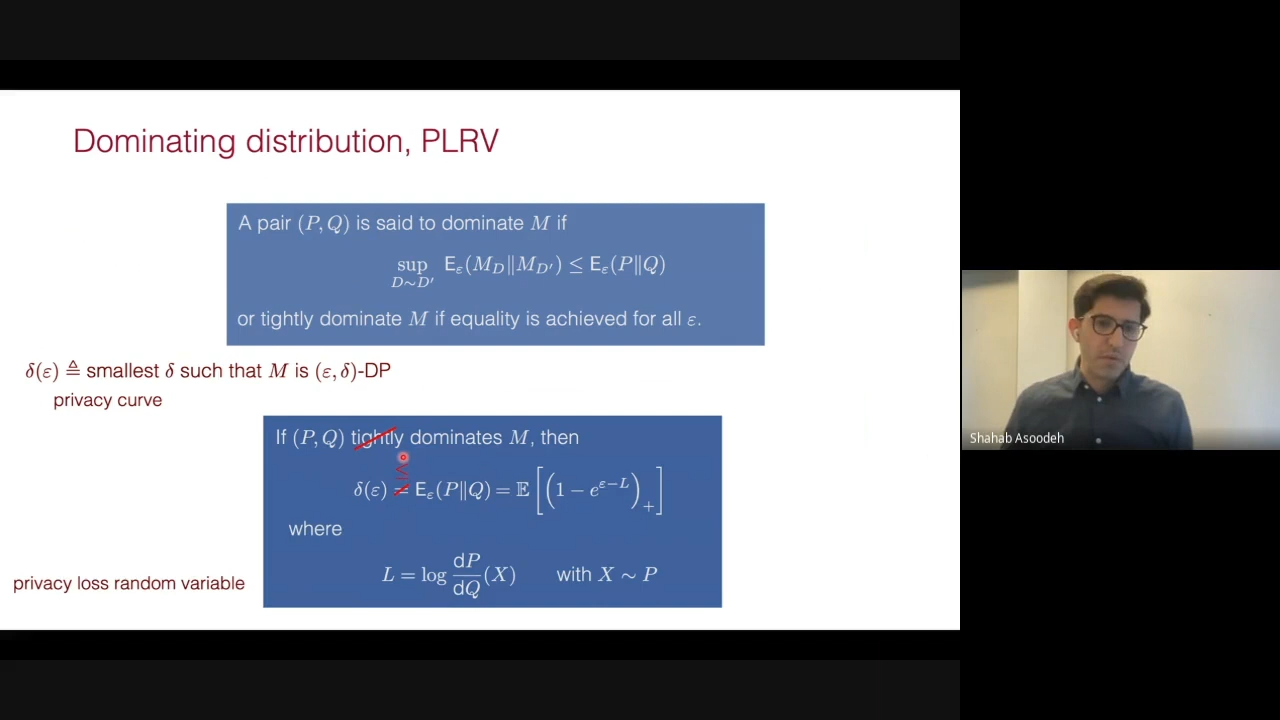 Dominating distribution, PLRV
A pair (P, Q) is said to dominate M if
sup_{D∼D′} E_ε(M_D‖M_{D′}) ≤ E_ε(P‖Q)
or tightly dominate M if equality is achieved for all ε.
δ(ε) ≜ smallest δ such that M is (ε, δ)-DP
privacy curve
If (P, Q) tightly dominates M, then
≤
δ(ε) = E_ε(P‖Q) = 𝔼[(1 − e^{ε−L})_+]
where
L = log dP/dQ (X) with X ∼ P
privacy loss random variable
Shahab Asoodeh